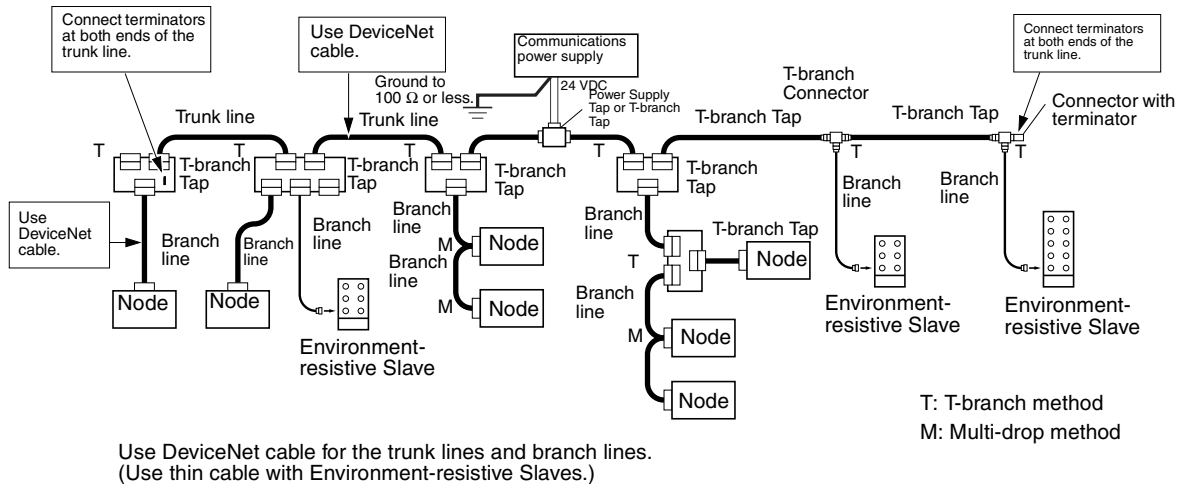 Connect terminators
at both ends of the
trunk line.
Use DeviceNet
cable.
Communications
power supply
Connect terminators
at both ends of the
trunk line.
Ground to
100 Ω or less.
24 VDC
Power Supply
Tap or T-branch
Tap
T-branch
Connector
Connector with
terminator
Trunk line
Trunk line
T-branch Tap
T-branch Tap
T
T-branch
Tap
T
T-branch
Tap
T
T-branch
Tap
T
T-branch
Tap
T
T
Use
DeviceNet
cable.
Branch
line
Branch
line
Branch
line
Branch
line
Branch
line
Branch
line
Branch
line
M
Node
Branch
line
M
Node
T-branch Tap
T
Node
Branch
line
M
Node
Node
Node
Node
Environment-
resistive Slave
Environment-
resistive Slave
Environment-
resistive Slave
T: T-branch method
M: Multi-drop method
Use DeviceNet cable for the trunk lines and branch lines.
(Use thin cable with Environment-resistive Slaves.)